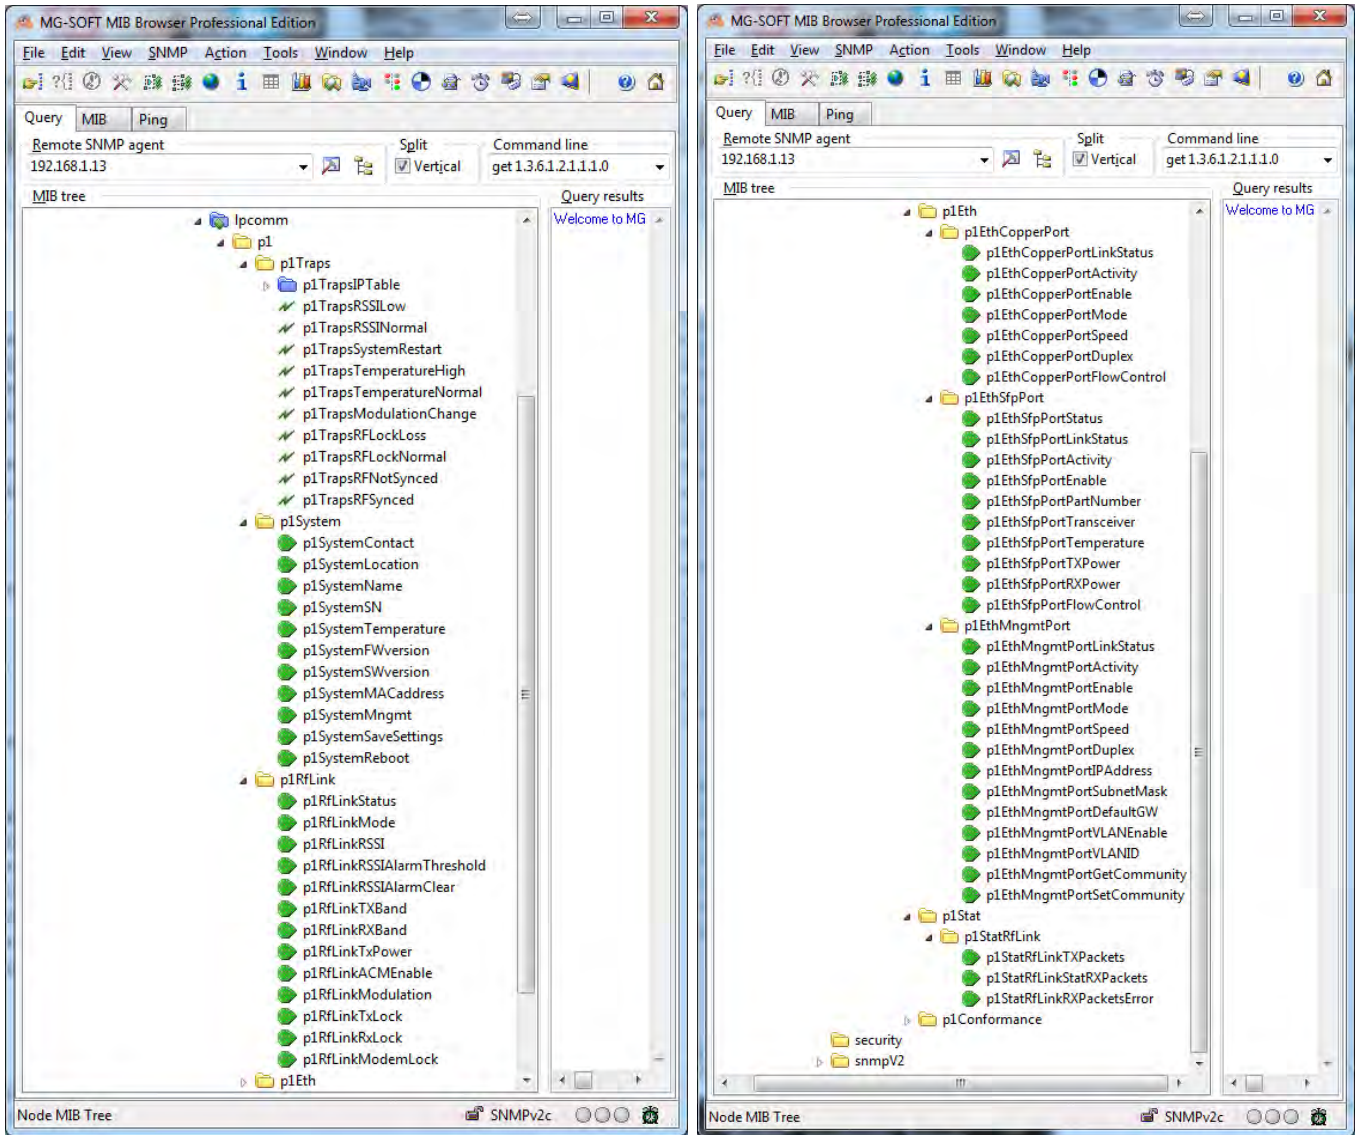 MG-SOFT MIB Browser Professional Edition
File Edit View SNMP Action Tools Window Help
Query MIB Ping
Remote SNMP agent Split Command line
192.168.1.13 Vertical get 1.3.6.1.2.1.1.1.0
MIB tree Query results
Ipcomm Welcome to MG
p1
p1Traps
p1TrapsIPTable
p1TrapsRSSILow
p1TrapsRSSINormal
p1TrapsSystemRestart
p1TrapsTemperatureHigh
p1TrapsTemperatureNormal
p1TrapsModulationChange
p1TrapsRFLockLoss
p1TrapsRFLockNormal
p1TrapsRFNotSynced
p1TrapsRFSynced
p1System
p1SystemContact
p1SystemLocation
p1SystemName
p1SystemSN
p1SystemTemperature
p1SystemFWversion
p1SystemSWversion
p1SystemMACaddress
p1SystemMngmt
p1SystemSaveSettings
p1SystemReboot
p1RfLink
p1RfLinkStatus
p1RfLinkMode
p1RfLinkRSSI
p1RfLinkRSSIAlarmThreshold
p1RfLinkRSSIAlarmClear
p1RfLinkTXBand
p1RfLinkRXBand
p1RfLinkTxPower
p1RfLinkACMEnable
p1RfLinkModulation
p1RfLinkTxLock
p1RfLinkRxLock
p1RfLinkModemLock
p1Eth
Node MIB Tree SNMPv2c
MG-SOFT MIB Browser Professional Edition
File Edit View SNMP Action Tools Window Help
Query MIB Ping
Remote SNMP agent Split Command line
192.168.1.13 Vertical get 1.3.6.1.2.1.1.1.0
MIB tree Query results
p1Eth Welcome to MG
p1EthCopperPort
p1EthCopperPortLinkStatus
p1EthCopperPortActivity
p1EthCopperPortEnable
p1EthCopperPortMode
p1EthCopperPortSpeed
p1EthCopperPortDuplex
p1EthCopperPortFlowControl
p1EthSfpPort
p1EthSfpPortStatus
p1EthSfpPortLinkStatus
p1EthSfpPortActivity
p1EthSfpPortEnable
p1EthSfpPortPartNumber
p1EthSfpPortTransceiver
p1EthSfpPortTemperature
p1EthSfpPortTXPower
p1EthSfpPortRXPower
p1EthSfpPortFlowControl
p1EthMngmtPort
p1EthMngmtPortLinkStatus
p1EthMngmtPortActivity
p1EthMngmtPortEnable
p1EthMngmtPortMode
p1EthMngmtPortSpeed
p1EthMngmtPortDuplex
p1EthMngmtPortIPAddress
p1EthMngmtPortSubnetMask
p1EthMngmtPortDefaultGW
p1EthMngmtPortVLANEnable
p1EthMngmtPortVLANID
p1EthMngmtPortGetCommunity
p1EthMngmtPortSetCommunity
p1Stat
p1StatRfLink
p1StatRfLinkTXPackets
p1StatRfLinkStatRXPackets
p1StatRfLinkRXPacketsError
p1Conformance
security
snmpV2
Node MIB Tree SNMPv2c